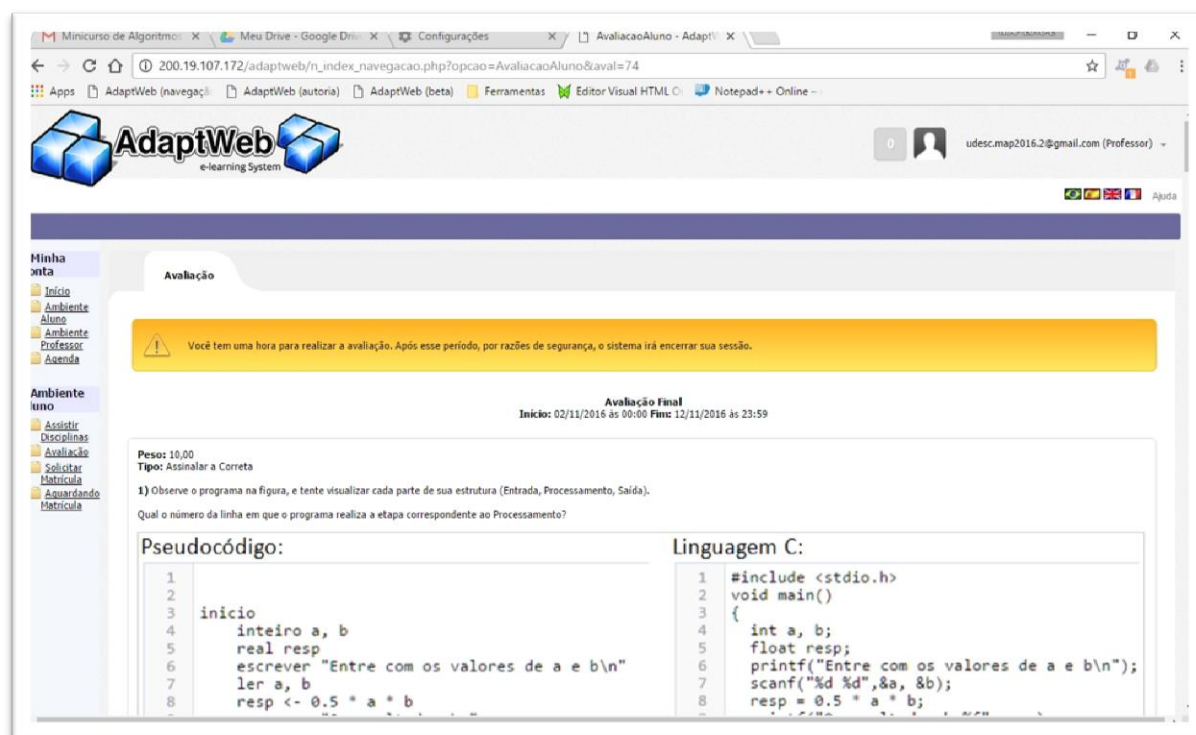 Minicurso de Algoritmos
Meu Drive - Google Driv
Configurações
AvaliacaoAluno - Adapt
200.19.107.172/adaptweb/n_index_navegacao.php?opcao=AvaliacaoAluno&aval=74
Apps AdaptWeb (navegaçã AdaptWeb (autoria) AdaptWeb (beta) Ferramentas Editor Visual HTML O Notepad++ Online –
AdaptWeb
e-learning System
0
udesc.map2016.2@gmail.com (Professor)
Ajuda
Minha
onta
Início
Ambiente
Aluno
Ambiente
Professor
Agenda
Ambiente
luno
Assistir
Disciplinas
Avaliação
Solicitar
Matrícula
Aguardando
Matrícula
Avaliação
Você tem uma hora para realizar a avaliação. Após esse período, por razões de segurança, o sistema irá encerrar sua sessão.
Avaliação Final
Início: 02/11/2016 às 00:00 Fim: 12/11/2016 às 23:59
Peso: 10,00
Tipo: Assinalar a Correta
1) Observe o programa na figura, e tente visualizar cada parte de sua estrutura (Entrada, Processamento, Saída).
Qual o número da linha em que o programa realiza a etapa correspondente ao Processamento?
Pseudocódigo:
1
2
3 inicio
4 inteiro a, b
5 real resp
6 escrever "Entre com os valores de a e b\n"
7 ler a, b
8 resp <- 0.5 * a * b
Linguagem C:
1 #include <stdio.h>
2 void main()
3 {
4 int a, b;
5 float resp;
6 printf("Entre com os valores de a e b\n");
7 scanf("%d %d",&a, &b);
8 resp = 0.5 * a * b;